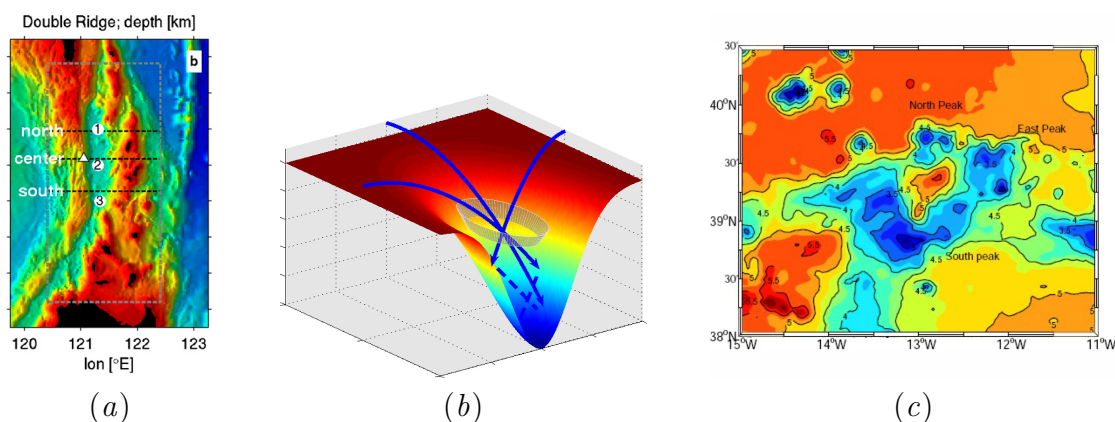 Double Ridge; depth [km]
b
north
1
center
2
south
3
120 121 122 123
lon [°E]
(a)
(b)
30'
40°N
30'
39°N
30'
38°N
15°W 14°W 13°W 12°W 11°W
North Peak
East Peak
South peak
(c)